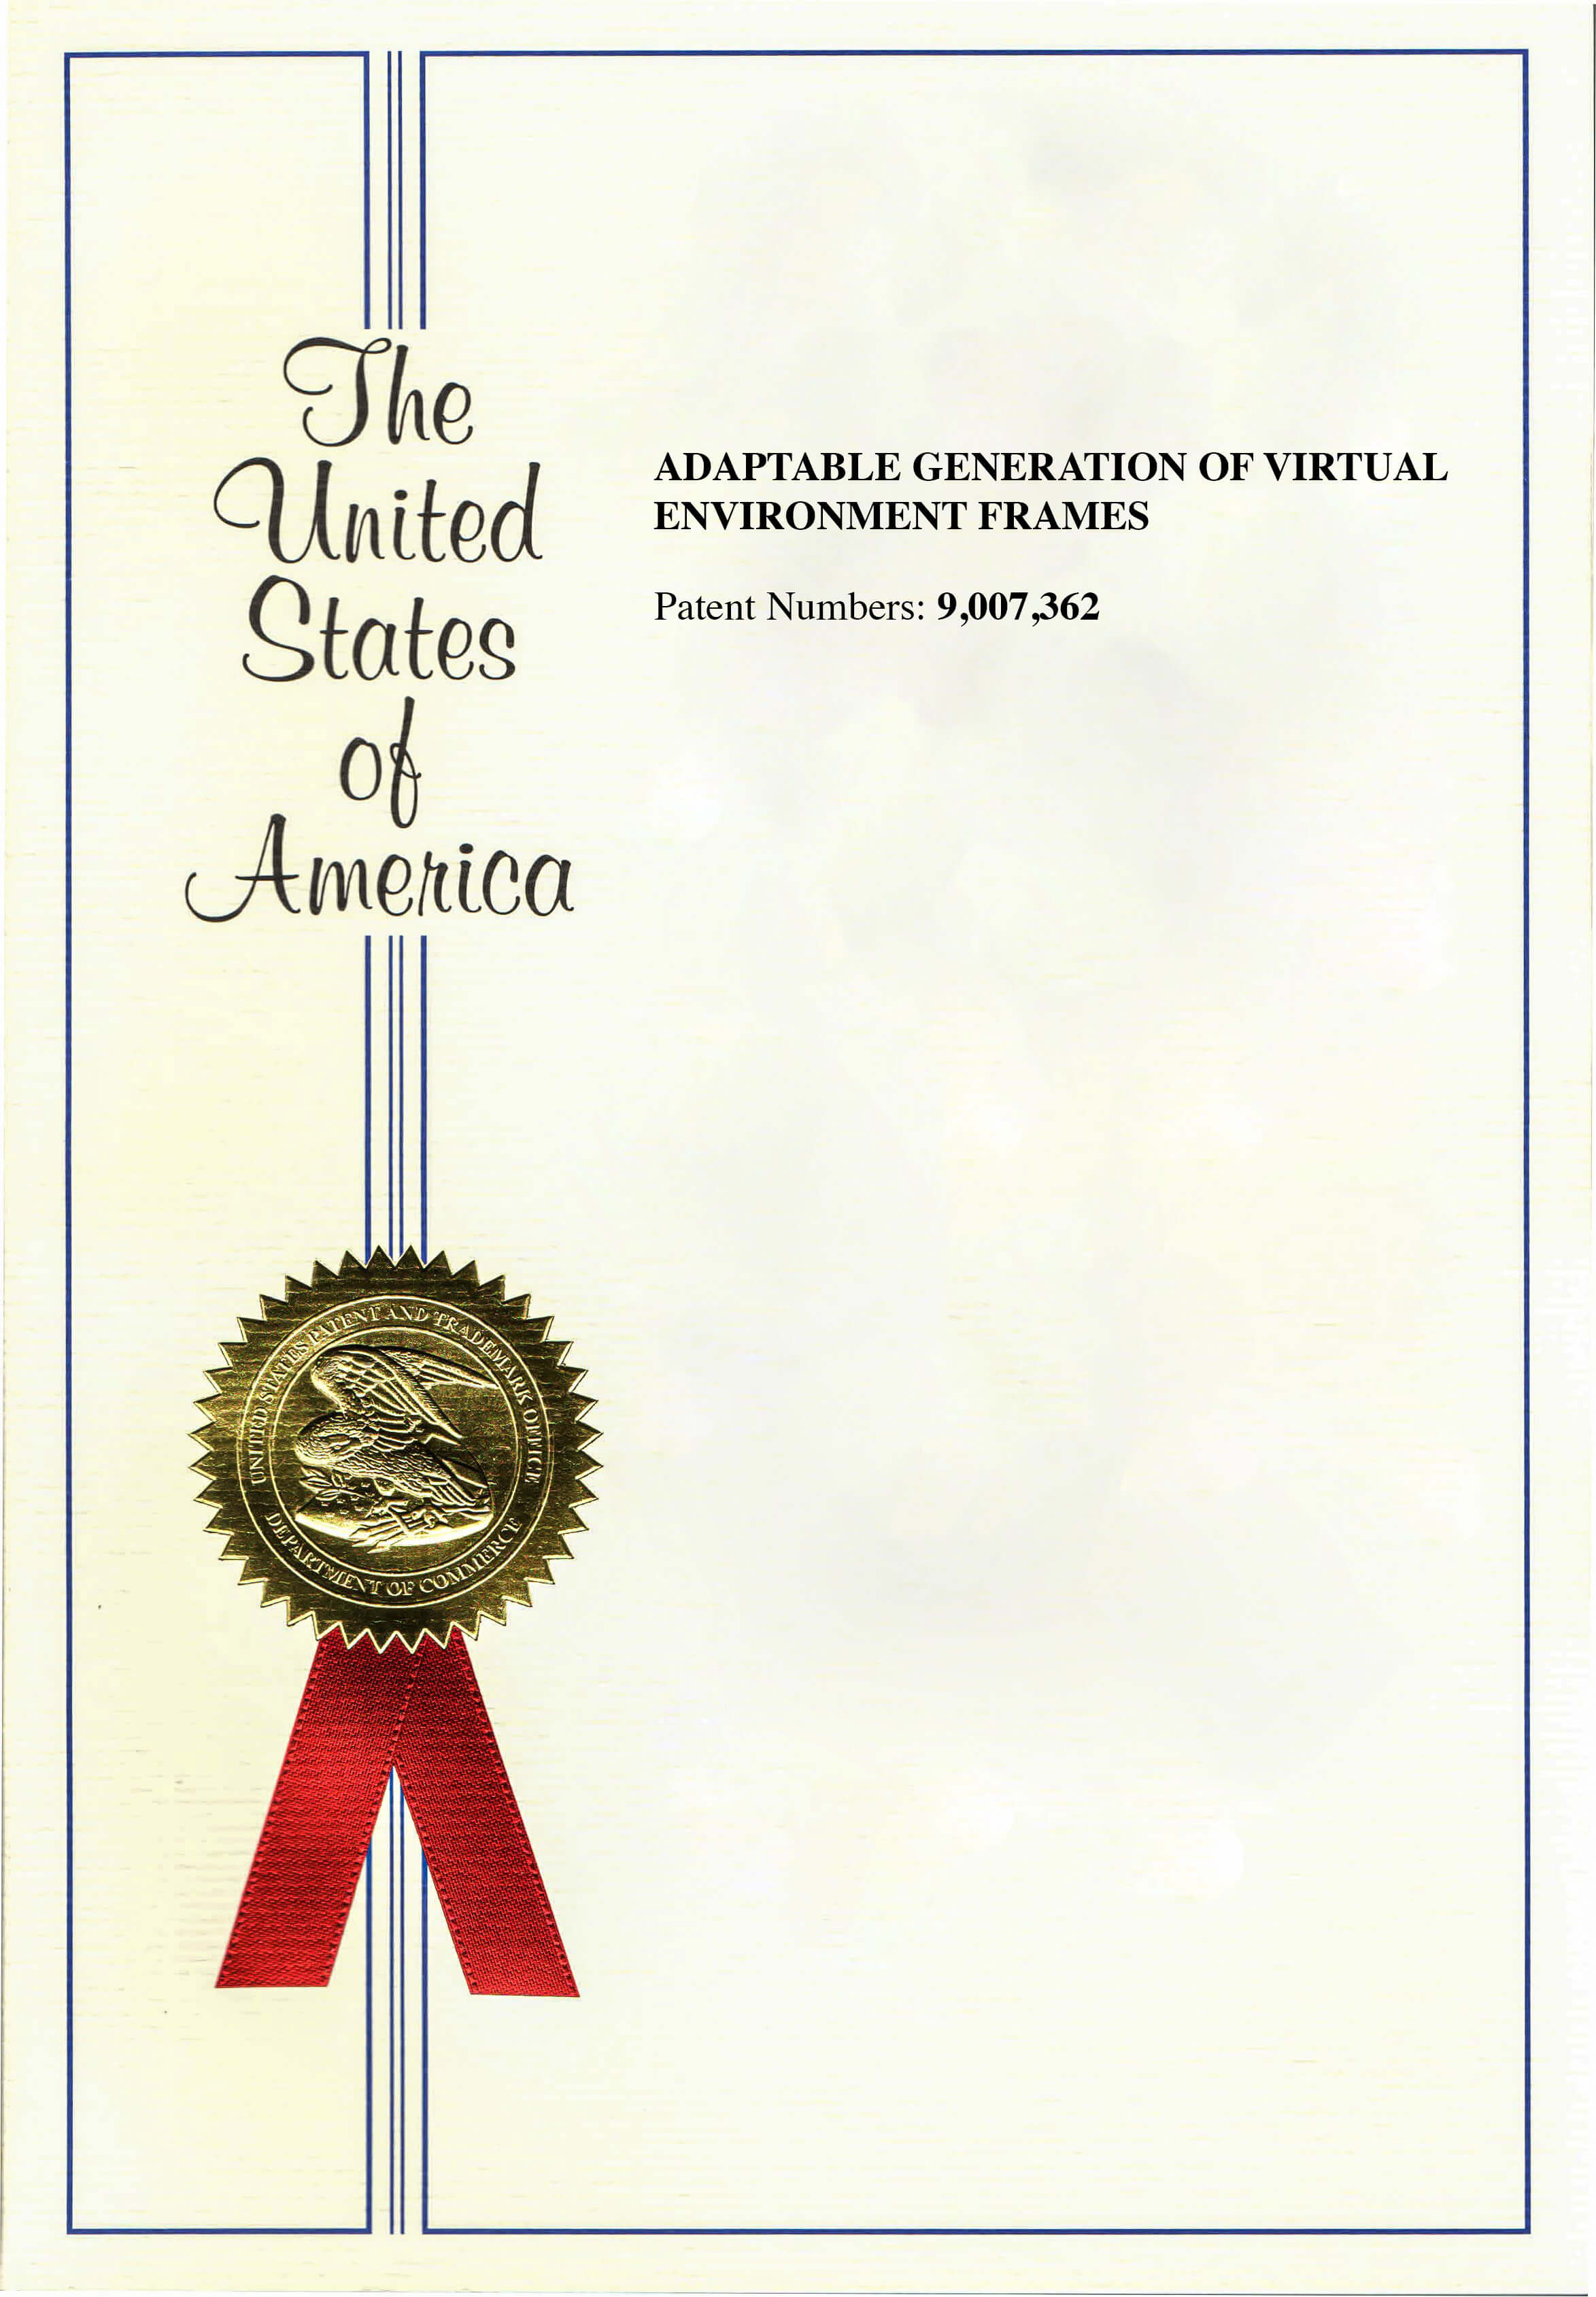 The
United
States
of
America
ADAPTABLE GENERATION OF VIRTUAL
ENVIRONMENT FRAMES
Patent Numbers: 9,007,362
UNITED STATES PATENT AND TRADEMARK OFFICE
DEPARTMENT OF COMMERCE